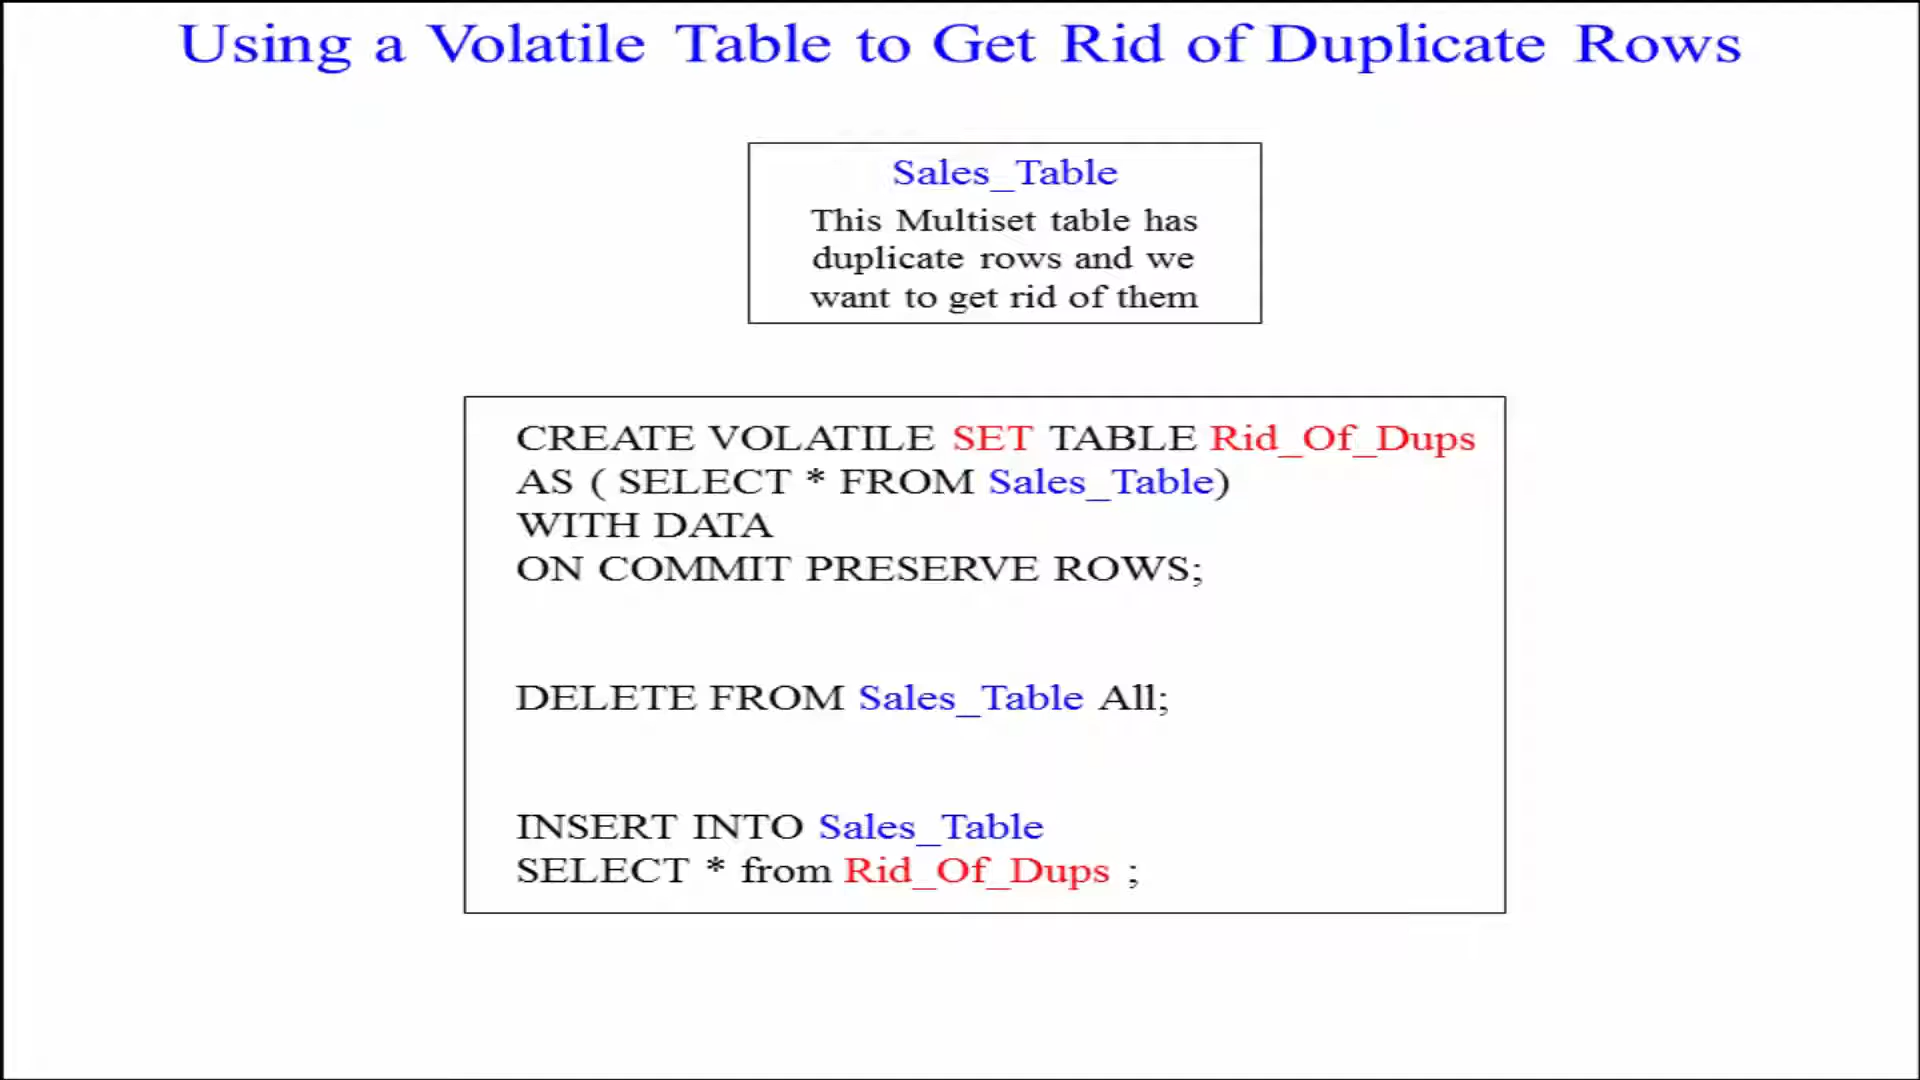 Using a Volatile Table to Get Rid of Duplicate Rows
Sales_Table
This Multiset table has
duplicate rows and we
want to get rid of them
CREATE VOLATILE SET TABLE Rid_Of_Dups
AS ( SELECT * FROM Sales_Table)
WITH DATA
ON COMMIT PRESERVE ROWS;
DELETE FROM Sales_Table All;
INSERT INTO Sales_Table
SELECT * from Rid_Of_Dups ;